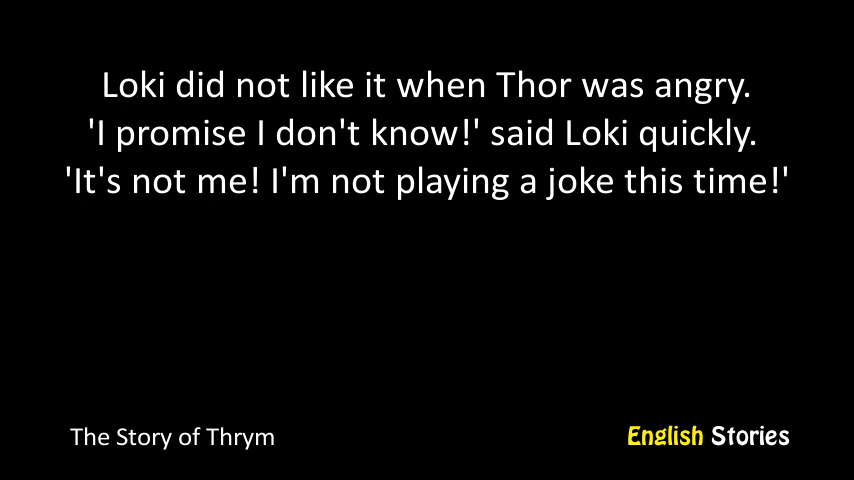 Loki did not like it when Thor was angry.
'I promise I don't know!' said Loki quickly.
'It's not me! I'm not playing a joke this time!'
The Story of Thrym
English Stories